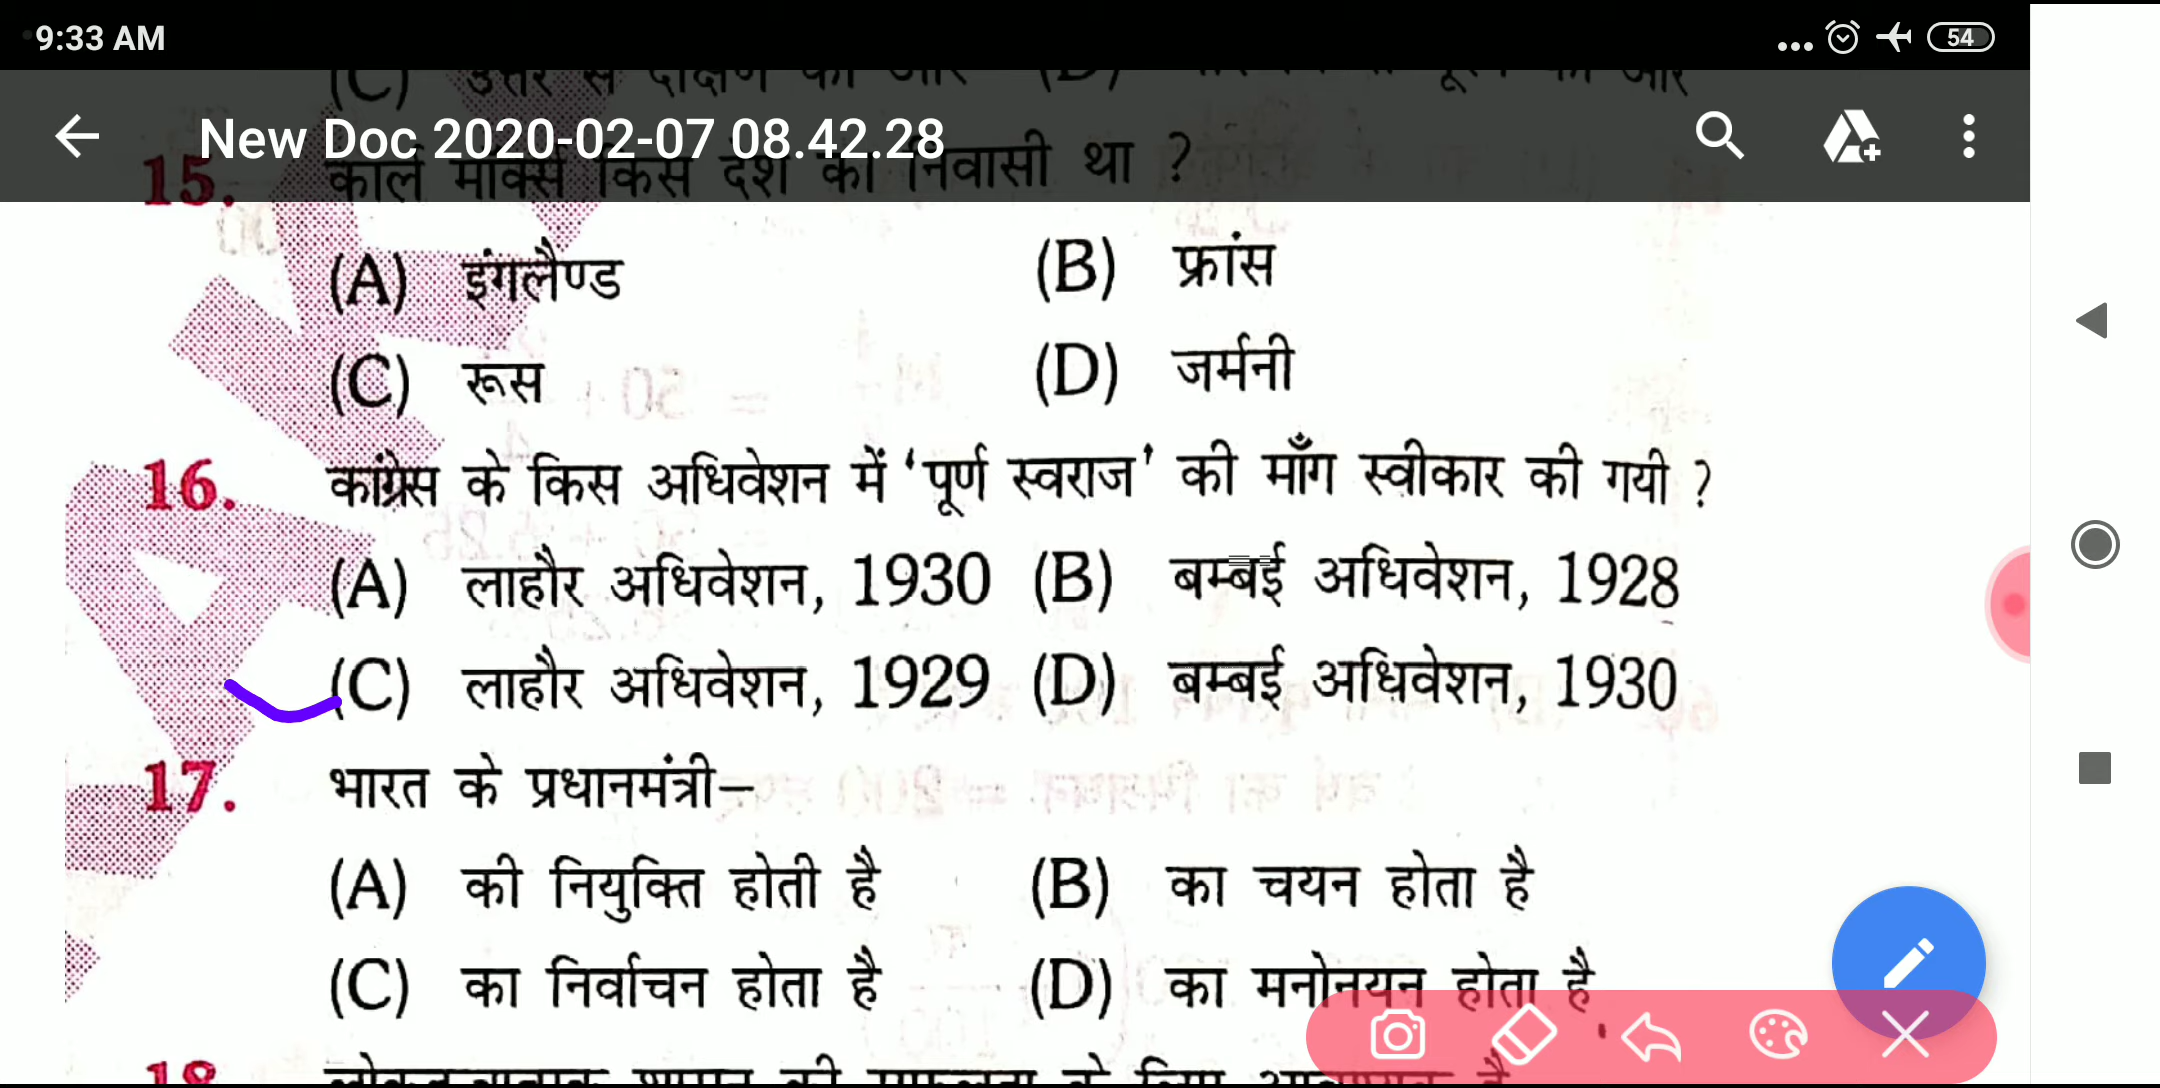 9:33 AM
54
New Doc 2020-02-07 08.42.28
15. कार्ल मार्क्स किस देश का निवासी था ?
(A) इंगलैण्ड (B) फ्रांस
(C) रूस (D) जर्मनी
16. कांग्रेस के किस अधिवेशन में ‘पूर्ण स्वराज’ की माँग स्वीकार की गयी ?
(A) लाहौर अधिवेशन, 1930 (B) बम्बई अधिवेशन, 1928
(C) लाहौर अधिवेशन, 1929 (D) बम्बई अधिवेशन, 1930
17. भारत के प्रधानमंत्री–
(A) की नियुक्ति होती है (B) का चयन होता है
(C) का निर्वाचन होता है (D) का मनोनयन होता है